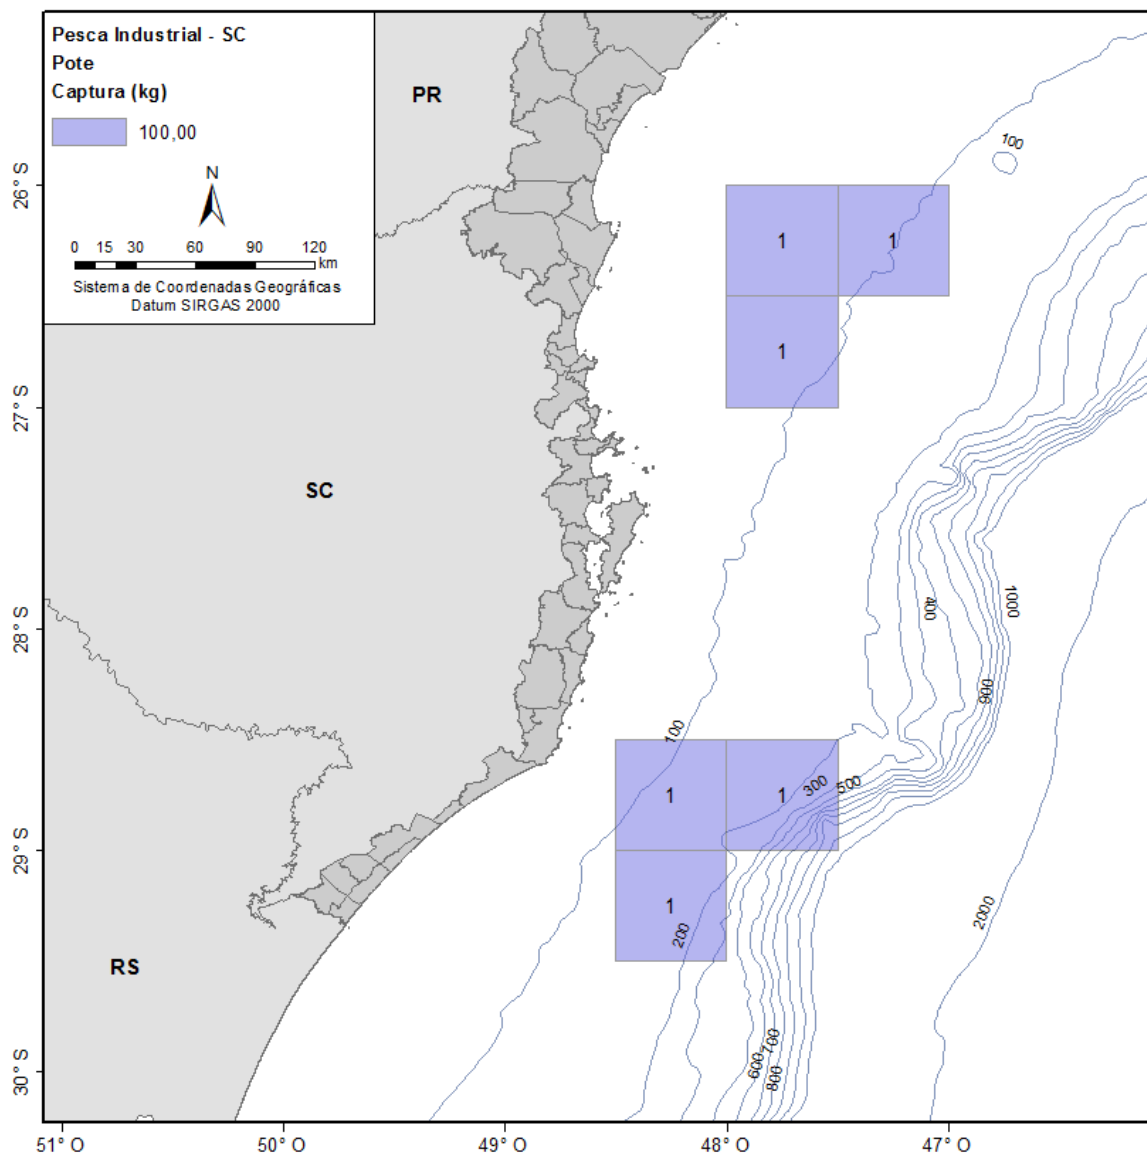 Pesca Industrial - SC
Pote
Captura (kg)
100,00
N
0 15 30 60 90 120
km
Sistema de Coordenadas Geográficas
Datum SIRGAS 2000
PR
SC
RS
100
1 1
1
400
1000
900
100
300
500
1 1
1
200
2000
600
700
800
26° S
27° S
28° S
29° S
30° S
51° O 50° O 49° O 48° O 47° O